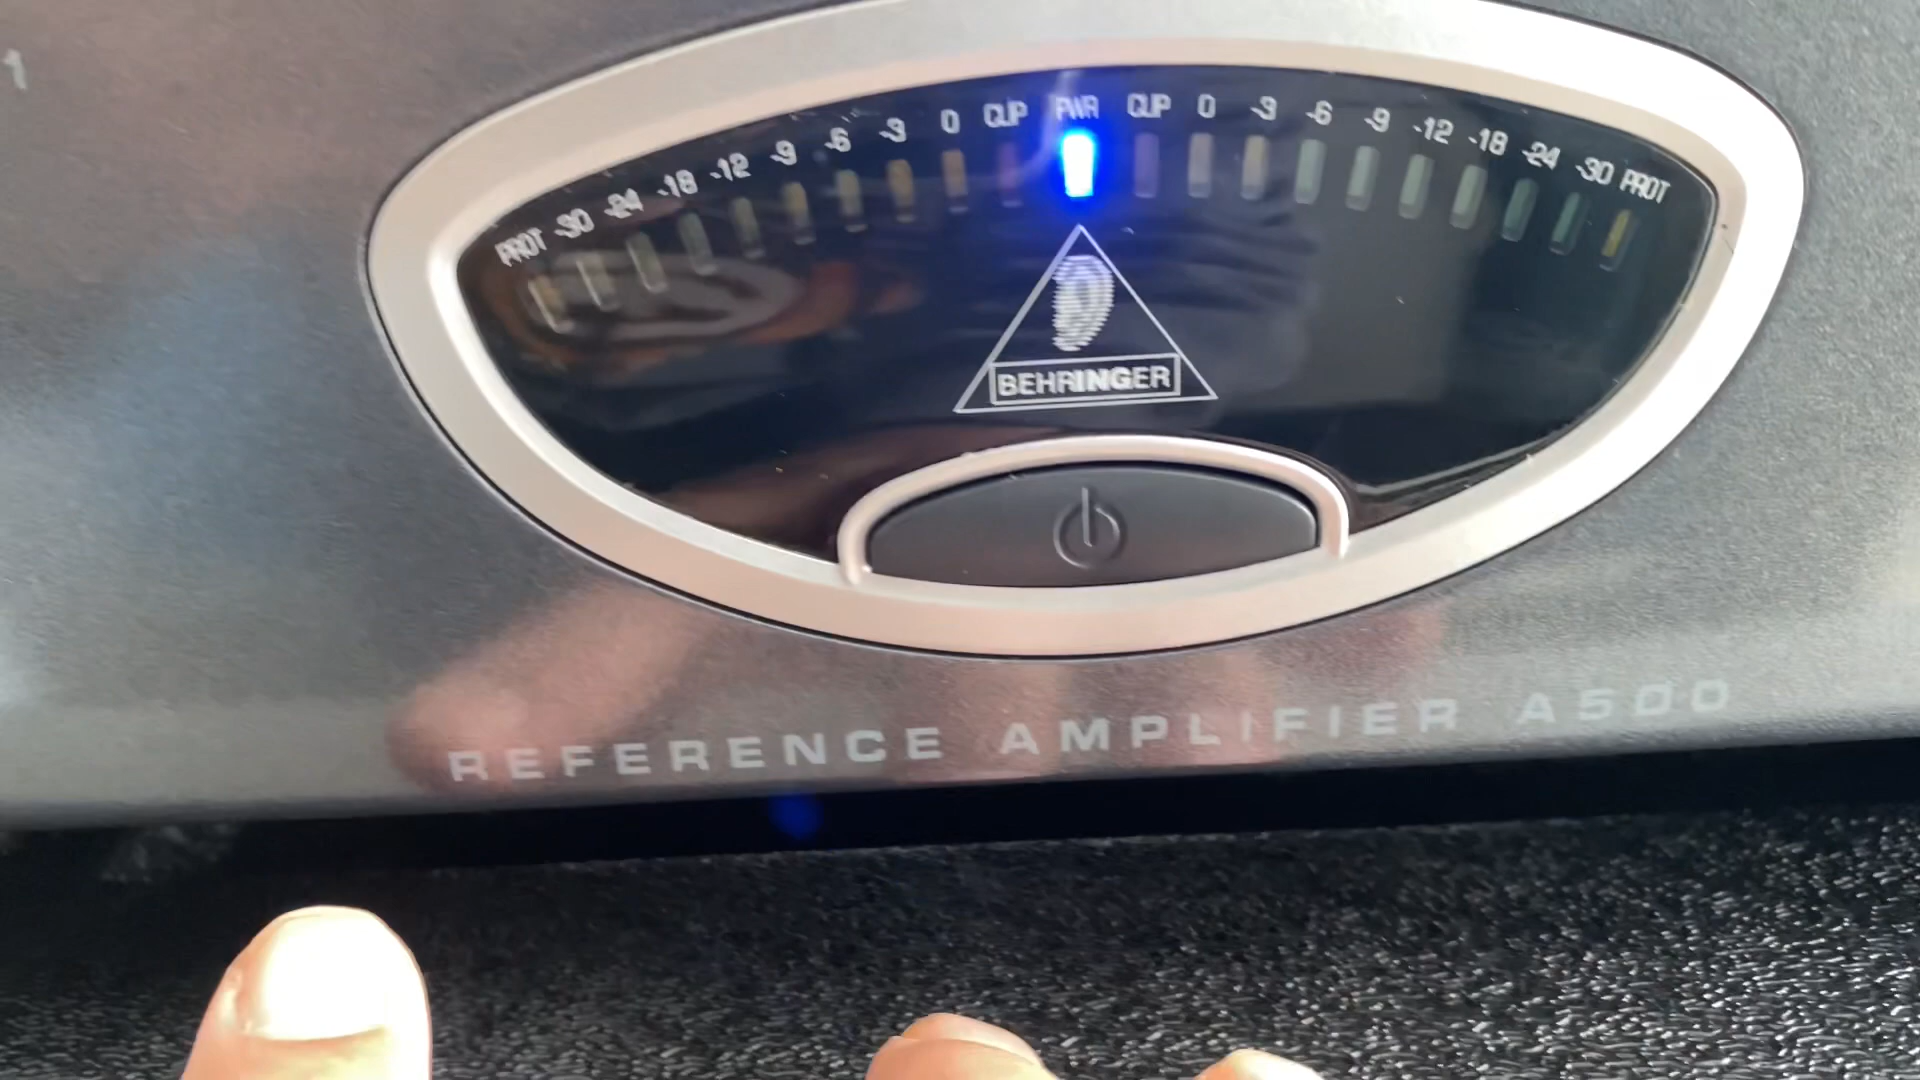 1
PROT -30 -24 -18 -12 -9 -6 -3 0 CLIP PWR CLIP 0 -3 -6 -9 -12 -18 -24 -30 PROT
BEHRINGER
REFERENCE AMPLIFIER A500